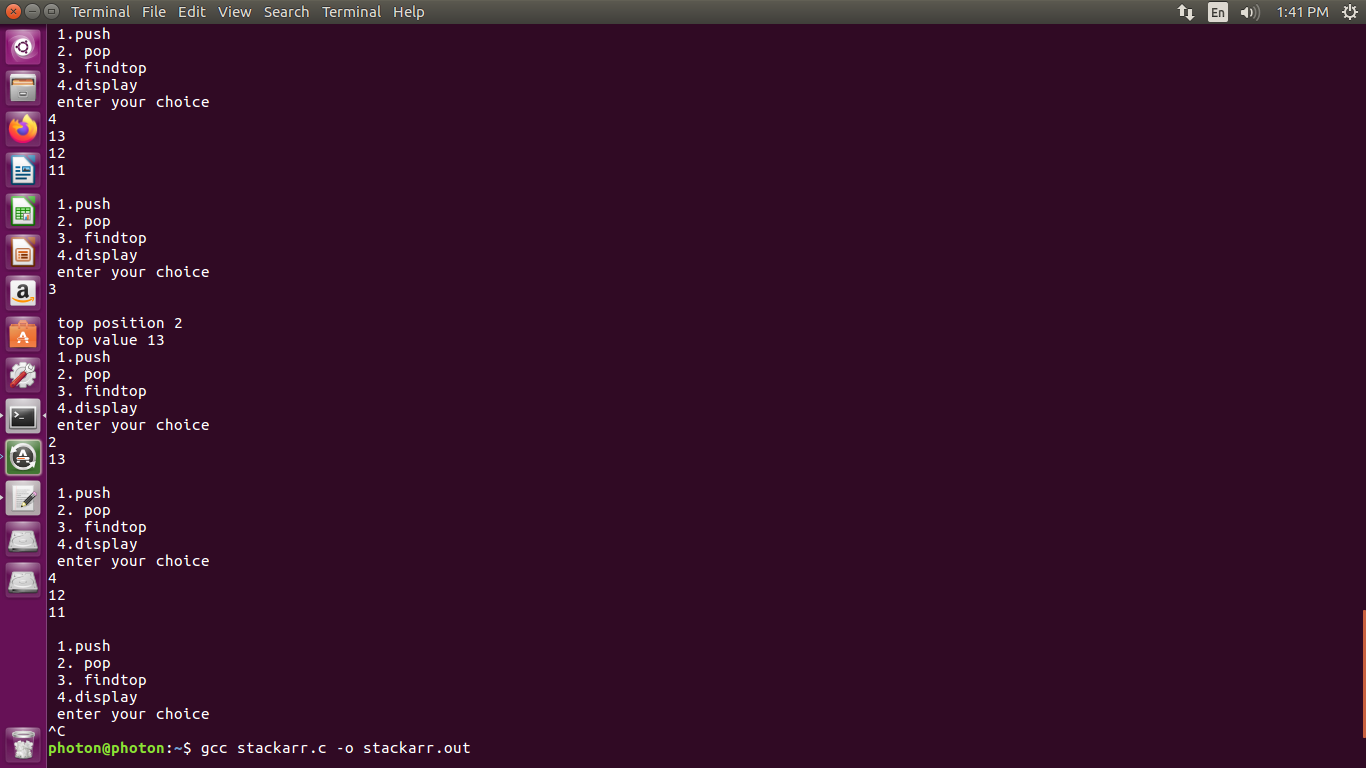 Terminal File Edit View Search Terminal Help En 1:41 PM
1.push
2. pop
3. findtop
4.display
enter your choice
4
13
12
11
1.push
2. pop
3. findtop
4.display
enter your choice
3
top position 2
top value 13
1.push
2. pop
3. findtop
4.display
enter your choice
2
13
1.push
2. pop
3. findtop
4.display
enter your choice
4
12
11
1.push
2. pop
3. findtop
4.display
enter your choice
^C
photon@photon:~$ gcc stackarr.c -o stackarr.out